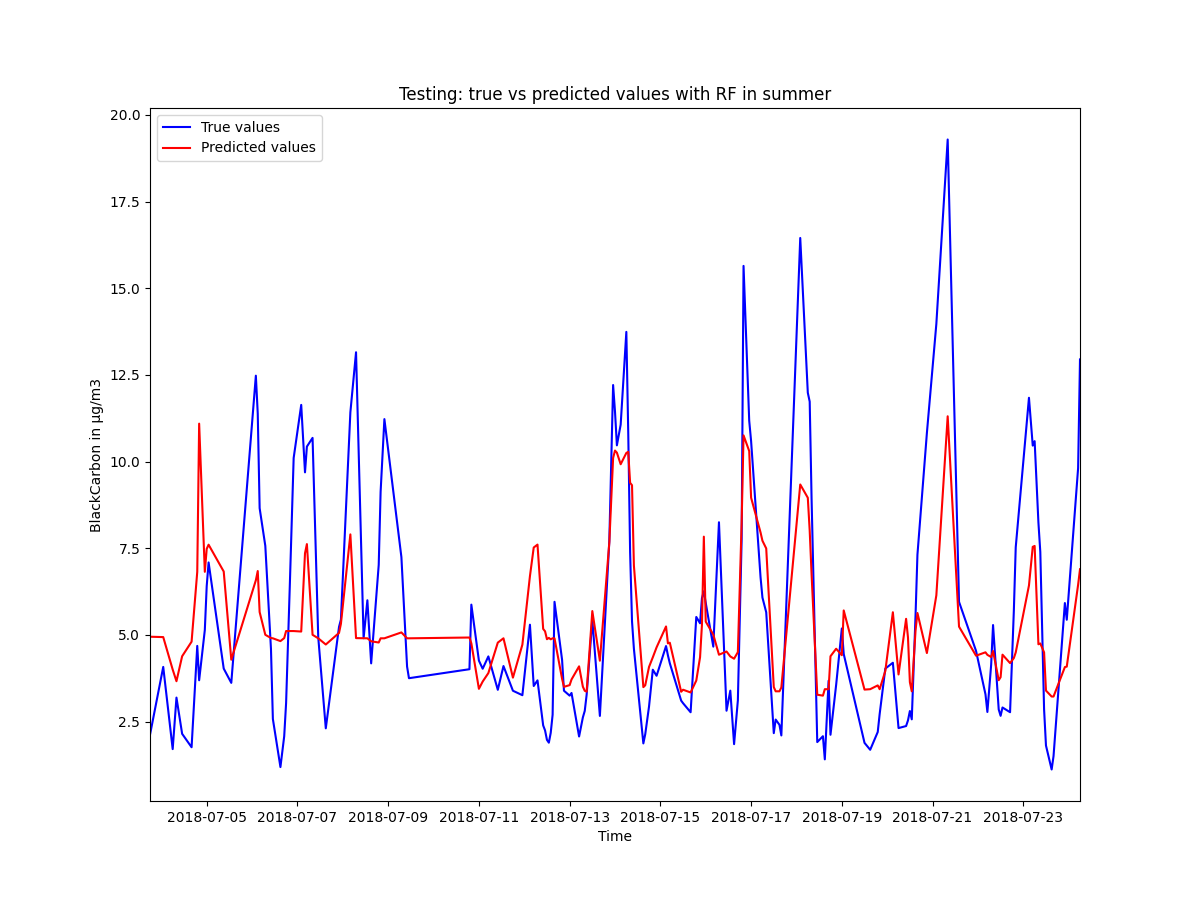 Testing: true vs predicted values with RF in summer
True values
Predicted values
20.0
17.5
15.0
12.5
10.0
7.5
5.0
2.5
BlackCarbon in µg/m3
2018-07-05 2018-07-07 2018-07-09 2018-07-11 2018-07-13 2018-07-15 2018-07-17 2018-07-19 2018-07-21 2018-07-23
Time